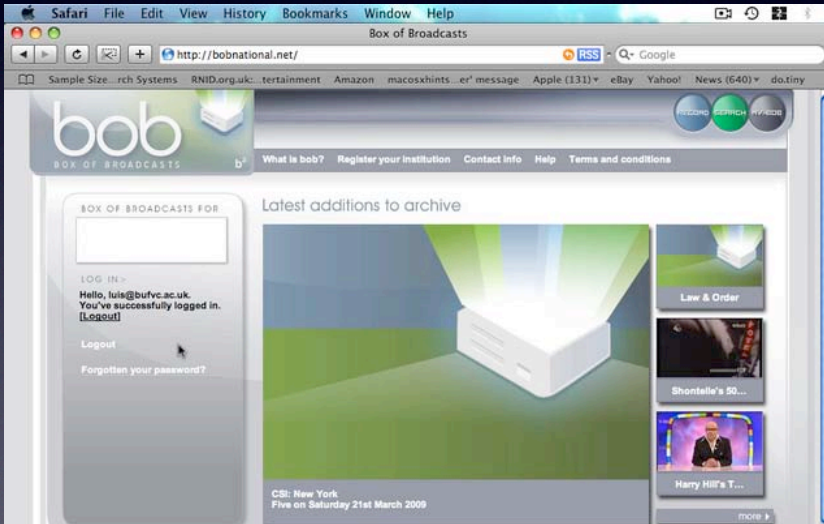 Safari File Edit View History Bookmarks Window Help
Box of Broadcasts
http://bobnational.net/
RSS
Google
Sample Size...rch Systems RNID.org.uk:...tertainment Amazon macosxhints...er' message Apple (131) eBay Yahoo! News (640) do.tiny
bob
BOX OF BROADCASTS
b²
RECORD SEARCH MY BOB
What is bob? Register your institution Contact info Help Terms and conditions
BOX OF BROADCASTS FOR
LOG IN >
Hello, luis@bufvc.ac.uk.
You've successfully logged in.
[Logout]
Logout
Forgotten your password?
Latest additions to archive
CSI: New York
Five on Saturday 21st March 2009
Law & Order
Shontelle's 50...
Harry Hill's T...
more